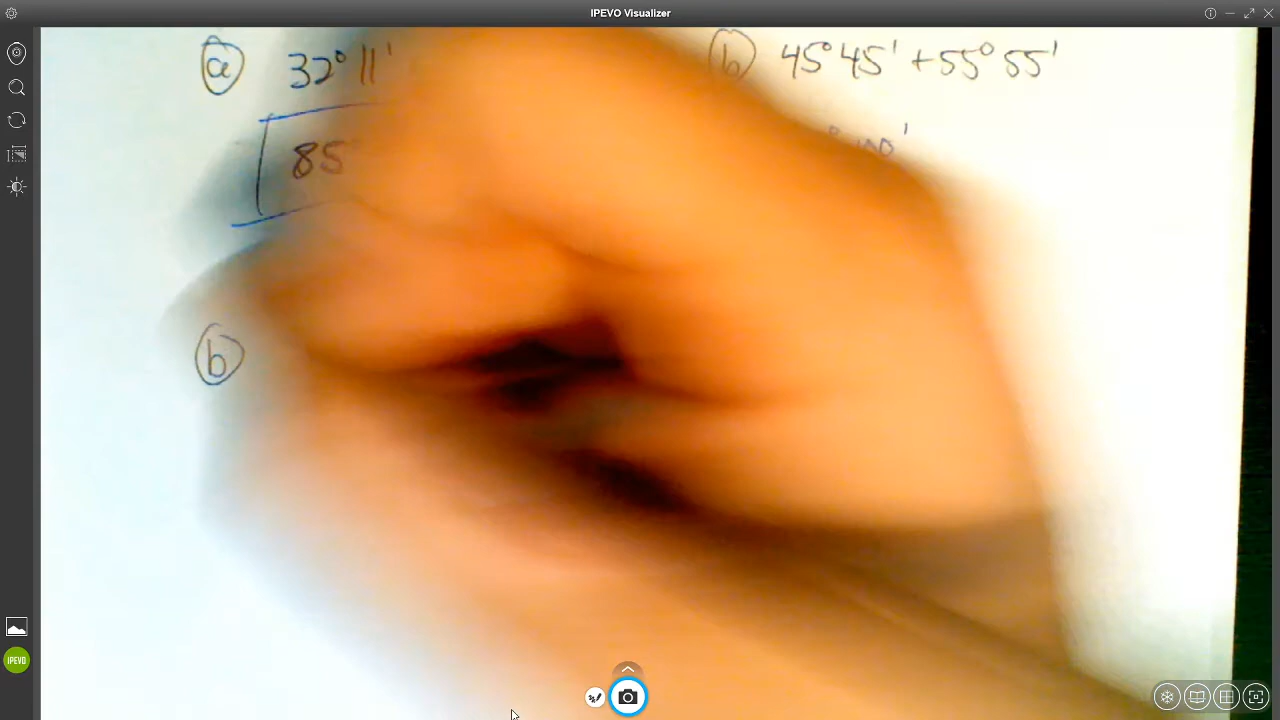 IPEVO Visualizer
ⓐ 32° 11'
ⓑ 45° 45' + 55° 55'
85
ⓑ
IPEVO